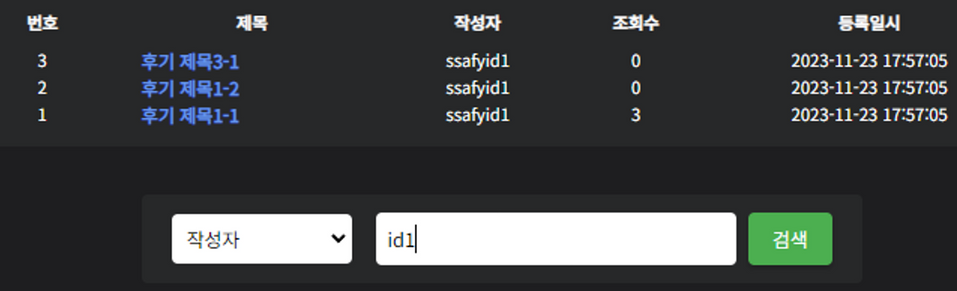 번호 제목 작성자 조회수 등록일시
3 후기 제목3-1 ssafyid1 0 2023-11-23 17:57:05
2 후기 제목1-2 ssafyid1 0 2023-11-23 17:57:05
1 후기 제목1-1 ssafyid1 3 2023-11-23 17:57:05
작성자 id1 검색